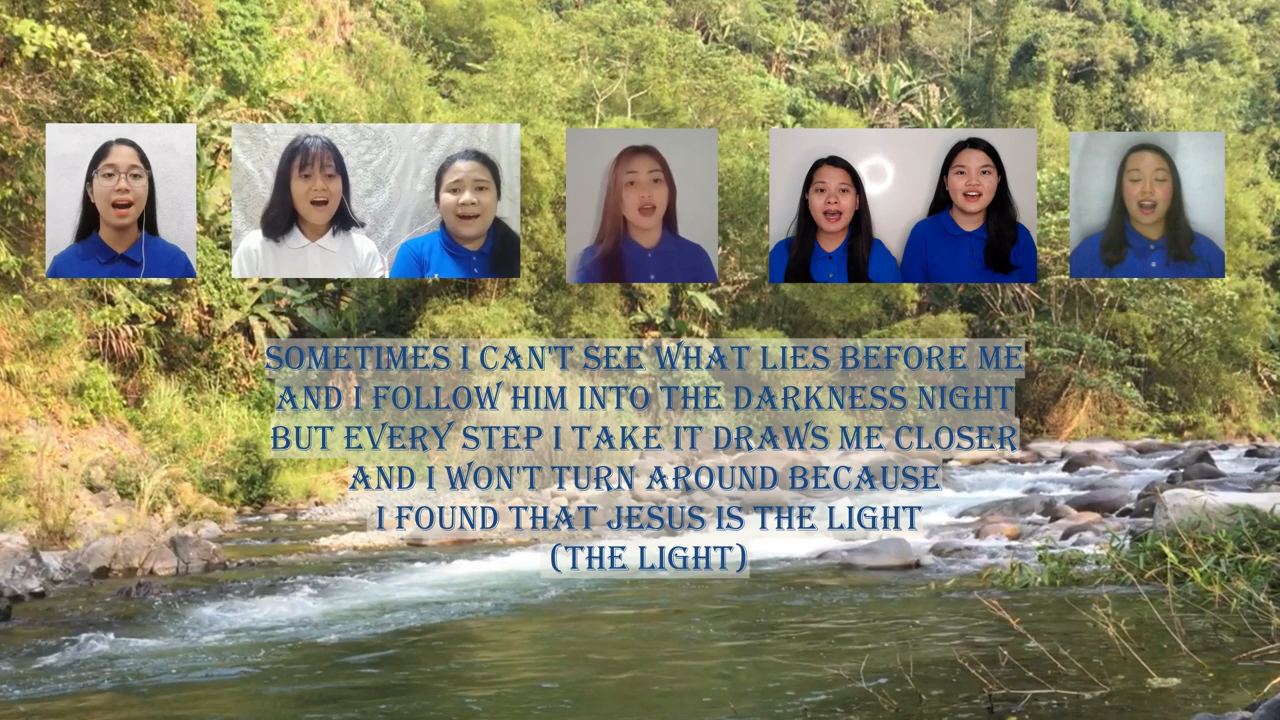 SOMETIMES I CAN'T SEE WHAT LIES BEFORE ME
AND I FOLLOW HIM INTO THE DARKNESS NIGHT
BUT EVERY STEP I TAKE IT DRAWS ME CLOSER
AND I WON'T TURN AROUND BECAUSE
I FOUND THAT JESUS IS THE LIGHT
(THE LIGHT)